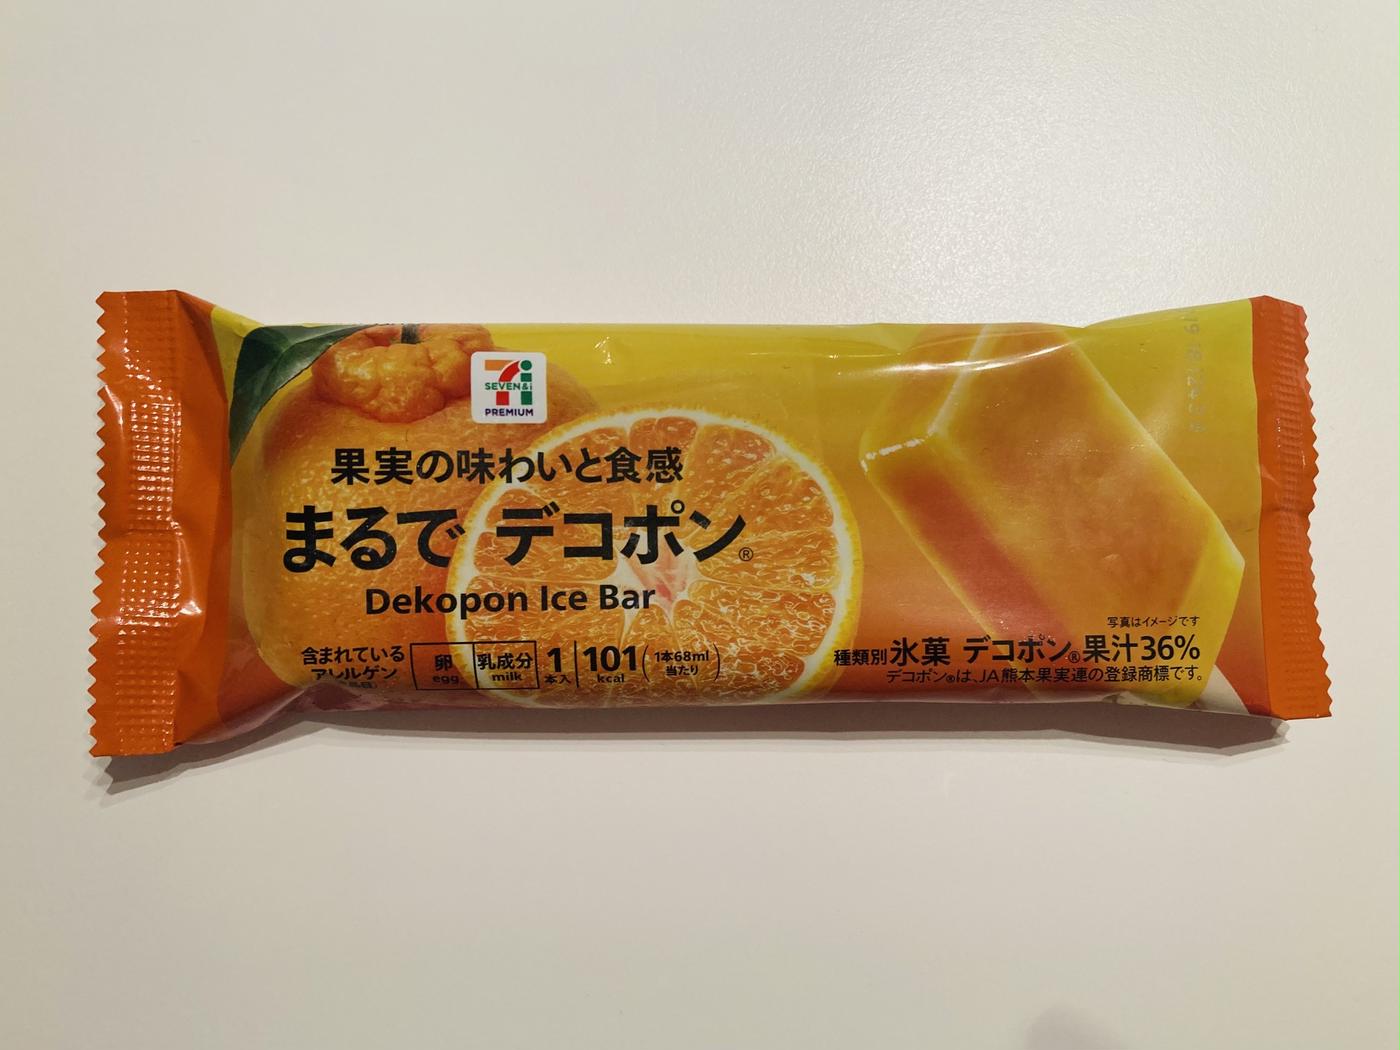 SEVEN&i
PREMIUM
果実の味わいと食感
まるで デコポン®
Dekopon Ice Bar
含まれている
アレルゲン
卵
egg
乳成分
milk
1
本入
101
kcal
(1本68ml
当たり)
写真はイメージです
種類別 氷菓 デコポン®果汁36%
デコポン®は、JA熊本果実連の登録商標です。